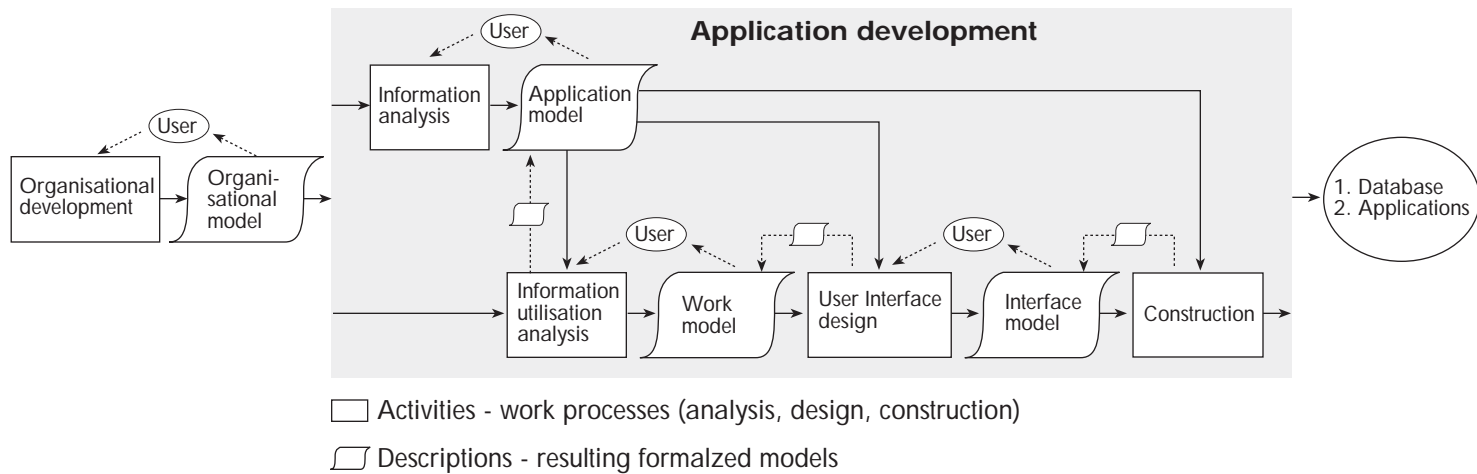 Application development
User
Information
analysis
Application
model
User
Organisational
development
Organi-
sational
model
1. Database
2. Applications
User
User
Information
utilisation
analysis
Work
model
User Interface
design
Interface
model
Construction
Activities - work processes (analysis, design, construction)
Descriptions - resulting formalzed models